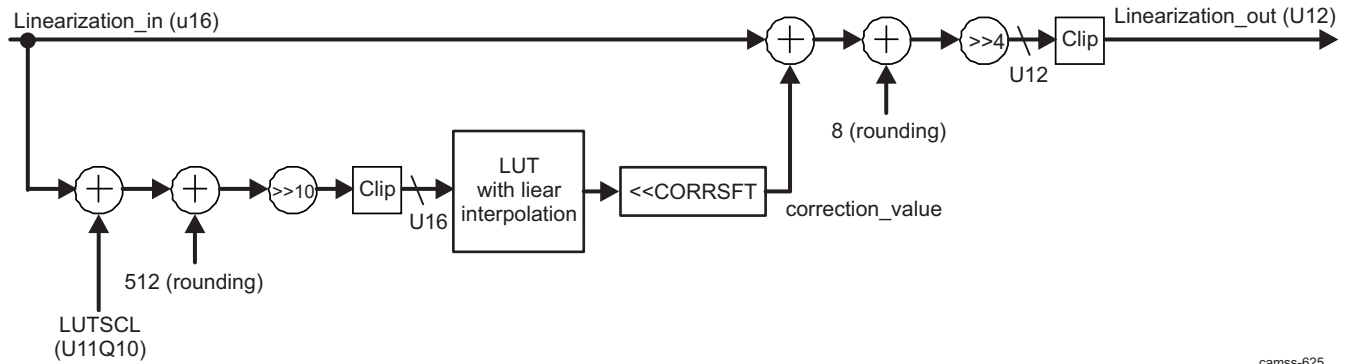 Linearization_in (u16)
Linearization_out (U12)
+
+
>>4
Clip
U12
8 (rounding)
+
+
>>10
Clip
U16
LUT
with liear
interpolation
<<CORRSFT
correction_value
512 (rounding)
LUTSCL
(U11Q10)
camss-625